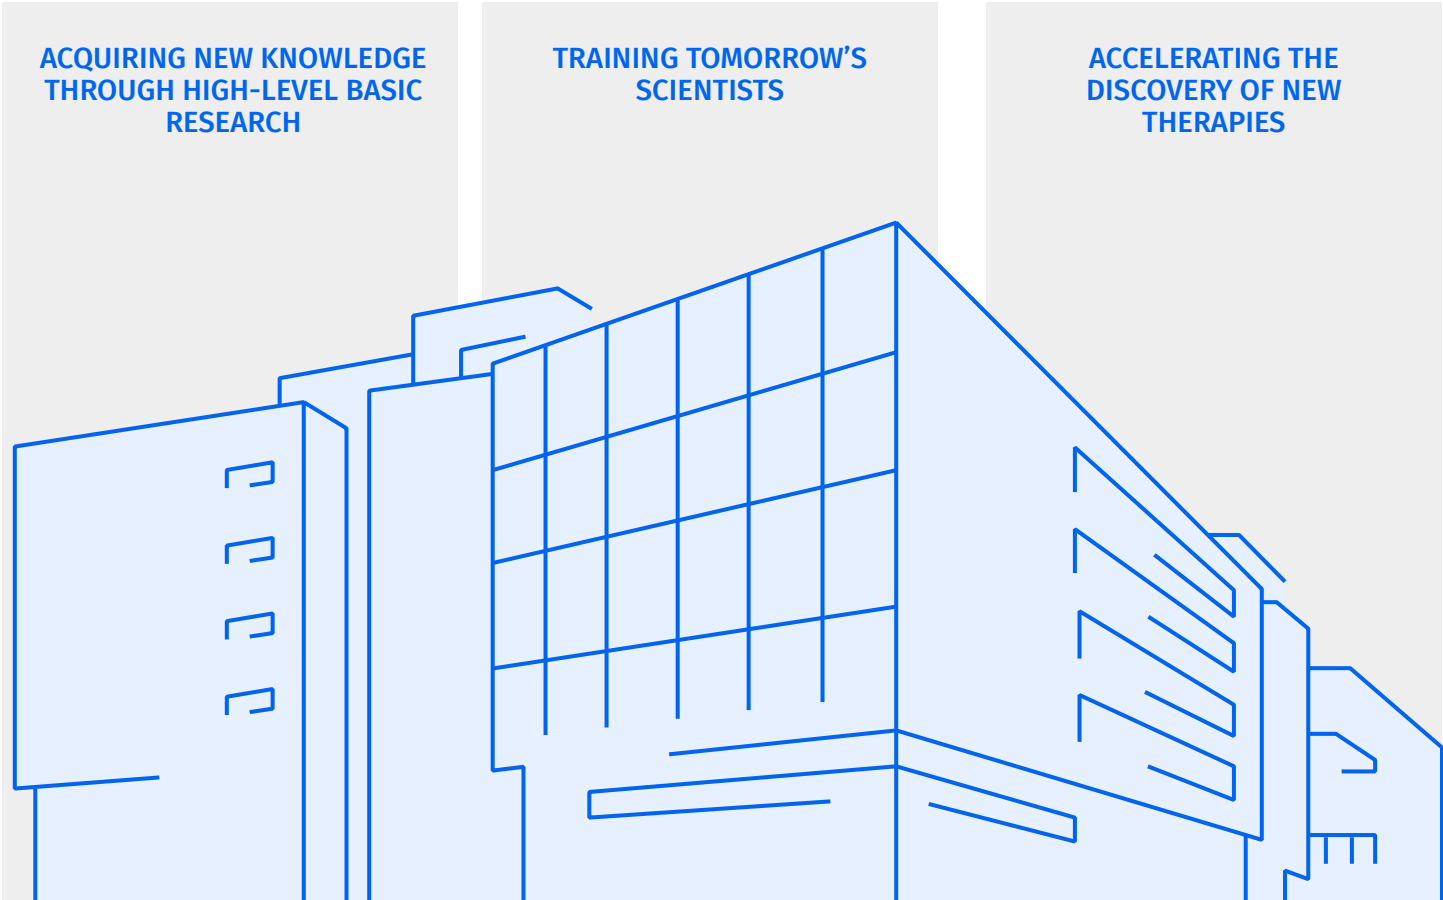 ACQUIRING NEW KNOWLEDGE
THROUGH HIGH-LEVEL BASIC
RESEARCH
TRAINING TOMORROW’S
SCIENTISTS
ACCELERATING THE
DISCOVERY OF NEW
THERAPIES